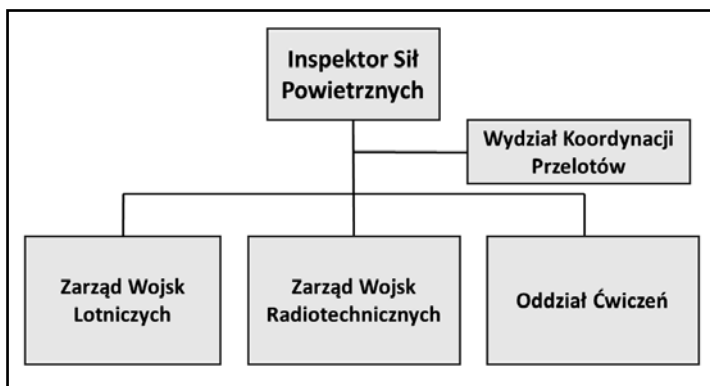 Inspektor Sił
Powietrznych
Wydział Koordynacji
Przelotów
Zarząd Wojsk
Lotniczych
Zarząd Wojsk
Radiotechnicznych
Oddział Ćwiczeń